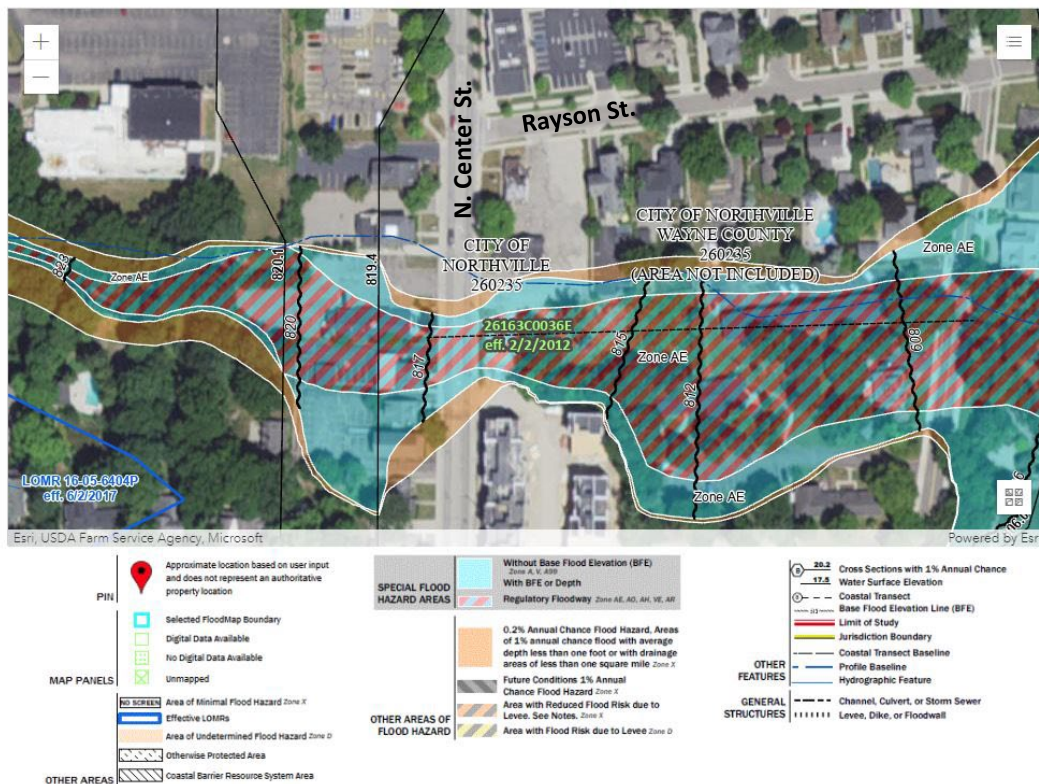 +
−
N. Center St.
Rayson St.
CITY OF NORTHVILLE
WAYNE COUNTY
260235
(AREA NOT INCLUDED)
CITY OF
NORTHVILLE
260235
Zone AE
823
Zone AE
820.1
819.4
820
817
26163C0036E
eff. 2/2/2012
815
Zone AE
812
608
Zone AE
LOMR 16-05-6404P
eff. 6/2/2017
Esri, USDA Farm Service Agency, Microsoft
Powered by Esri
PIN
Approximate location based on user input
and does not represent an authoritative
property location
MAP PANELS
Selected FloodMap Boundary
Digital Data Available
No Digital Data Available
Unmapped
OTHER AREAS
NO SCREEN Area of Minimal Flood Hazard Zone X
Effective LOMRs
Area of Undetermined Flood Hazard Zone D
Otherwise Protected Area
Coastal Barrier Resource System Area
SPECIAL FLOOD
HAZARD AREAS
Without Base Flood Elevation (BFE)
Zone A, V, A99
With BFE or Depth
Regulatory Floodway Zone AE, AO, AH, VE, AR
OTHER AREAS OF
FLOOD HAZARD
0.2% Annual Chance Flood Hazard, Areas
of 1% annual chance flood with average
depth less than one foot or with drainage
areas of less than one square mile Zone X
Future Conditions 1% Annual
Chance Flood Hazard Zone X
Area with Reduced Flood Risk due to
Levee. See Notes. Zone X
Area with Flood Risk due to Levee Zone D
20.2 Cross Sections with 1% Annual Chance
17.5 Water Surface Elevation
Coastal Transect
Base Flood Elevation Line (BFE)
Limit of Study
Jurisdiction Boundary
Coastal Transect Baseline
OTHER
FEATURES
Profile Baseline
Hydrographic Feature
GENERAL
STRUCTURES
Channel, Culvert, or Storm Sewer
Levee, Dike, or Floodwall